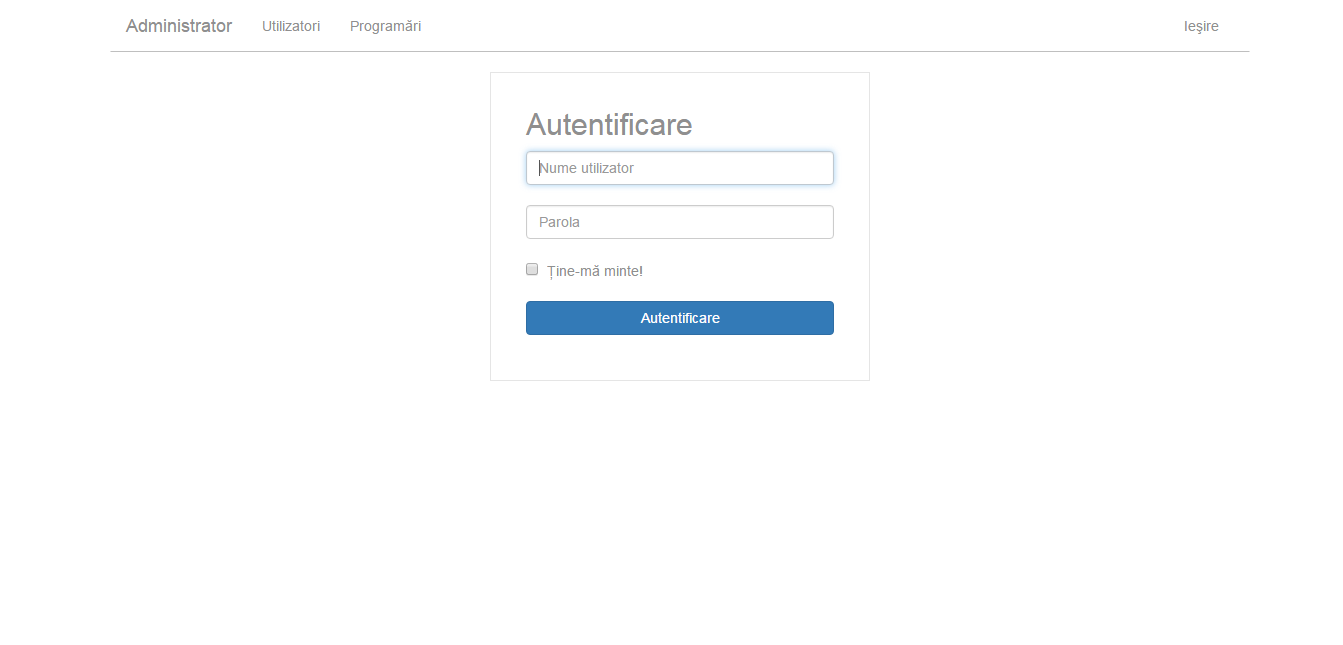 Administrator Utilizatori Programări Ieşire
Autentificare
Nume utilizator
Parola
Ține-mă minte!
Autentificare